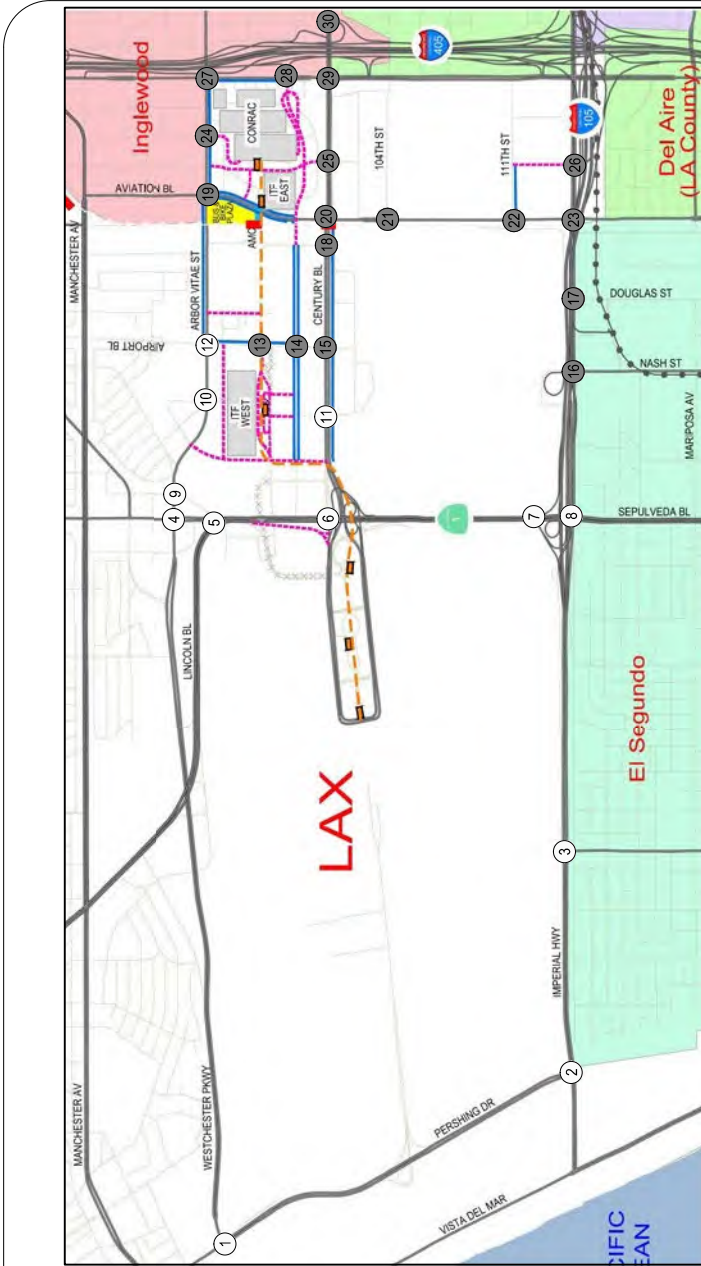 MANCHESTER AV
MANCHESTER AV
Inglewood
AVIATION BL
AIRPORT BL
WESTCHESTER PKWY
LINCOLN BL
ARBOR VITAE ST
1
4
9
5
10
12
19
24
27
BUS
BIKE
PLAZA
AMC
ITF
WEST
ITF
EAST
CONRAC
13
14
28
CENTURY BL
6
11
15
18
20
25
29
30
LAX
104TH ST
21
INTERSTATE
405
1
PERSHING DR
VISTA DEL MAR
111TH ST
22
7
IMPERIAL HWY
2
3
8
16
17
23
26
INTERSTATE
105
DOUGLAS ST
NASH ST
SEPULVEDA BL
MARIPOSA AV
El Segundo
Del Aire
(LA County)
CIFIC
EAN